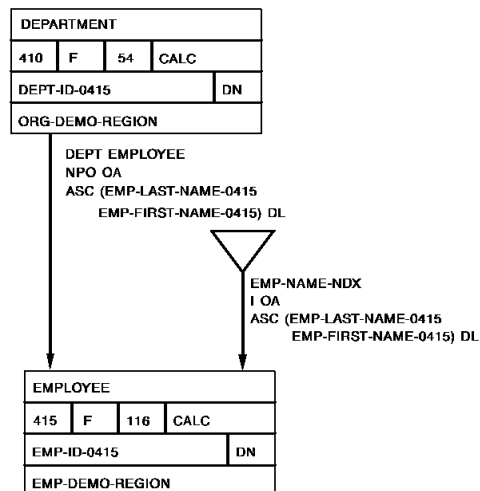 DEPARTMENT
410 F 54 CALC
DEPT-ID-0415 DN
ORG-DEMO-REGION
DEPT EMPLOYEE
NPO OA
ASC (EMP-LAST-NAME-0415
EMP-FIRST-NAME-0415) DL
EMP-NAME-NDX
I OA
ASC (EMP-LAST-NAME-0415
EMP-FIRST-NAME-0415) DL
EMPLOYEE
415 F 116 CALC
EMP-ID-0415 DN
EMP-DEMO-REGION